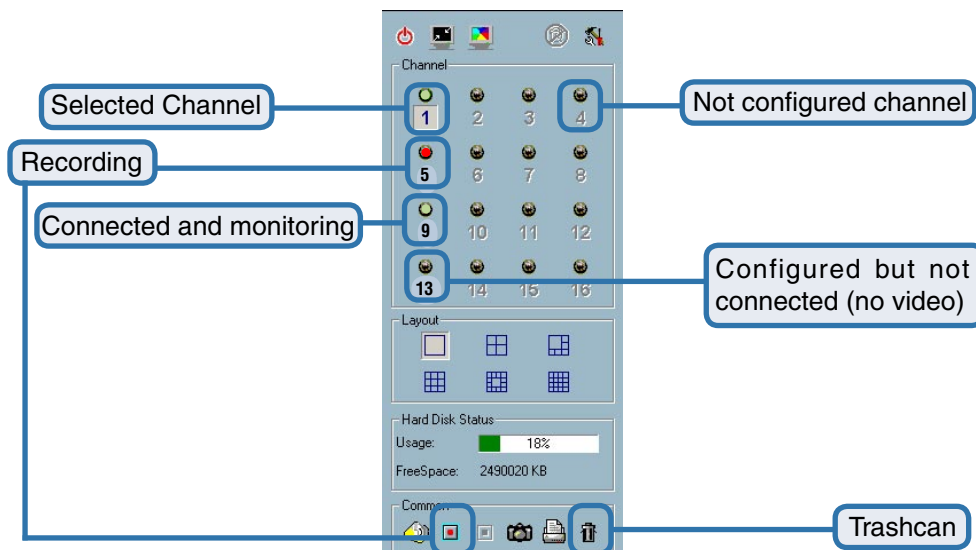 Channel
Selected Channel
1 2 3 4
Not configured channel
Recording
5 6 7 8
Connected and monitoring
9 10 11 12
13 14 15 16
Configured but not
connected (no video)
Layout
Hard Disk Status
Usage: 18%
FreeSpace: 2490020 KB
Common
Trashcan